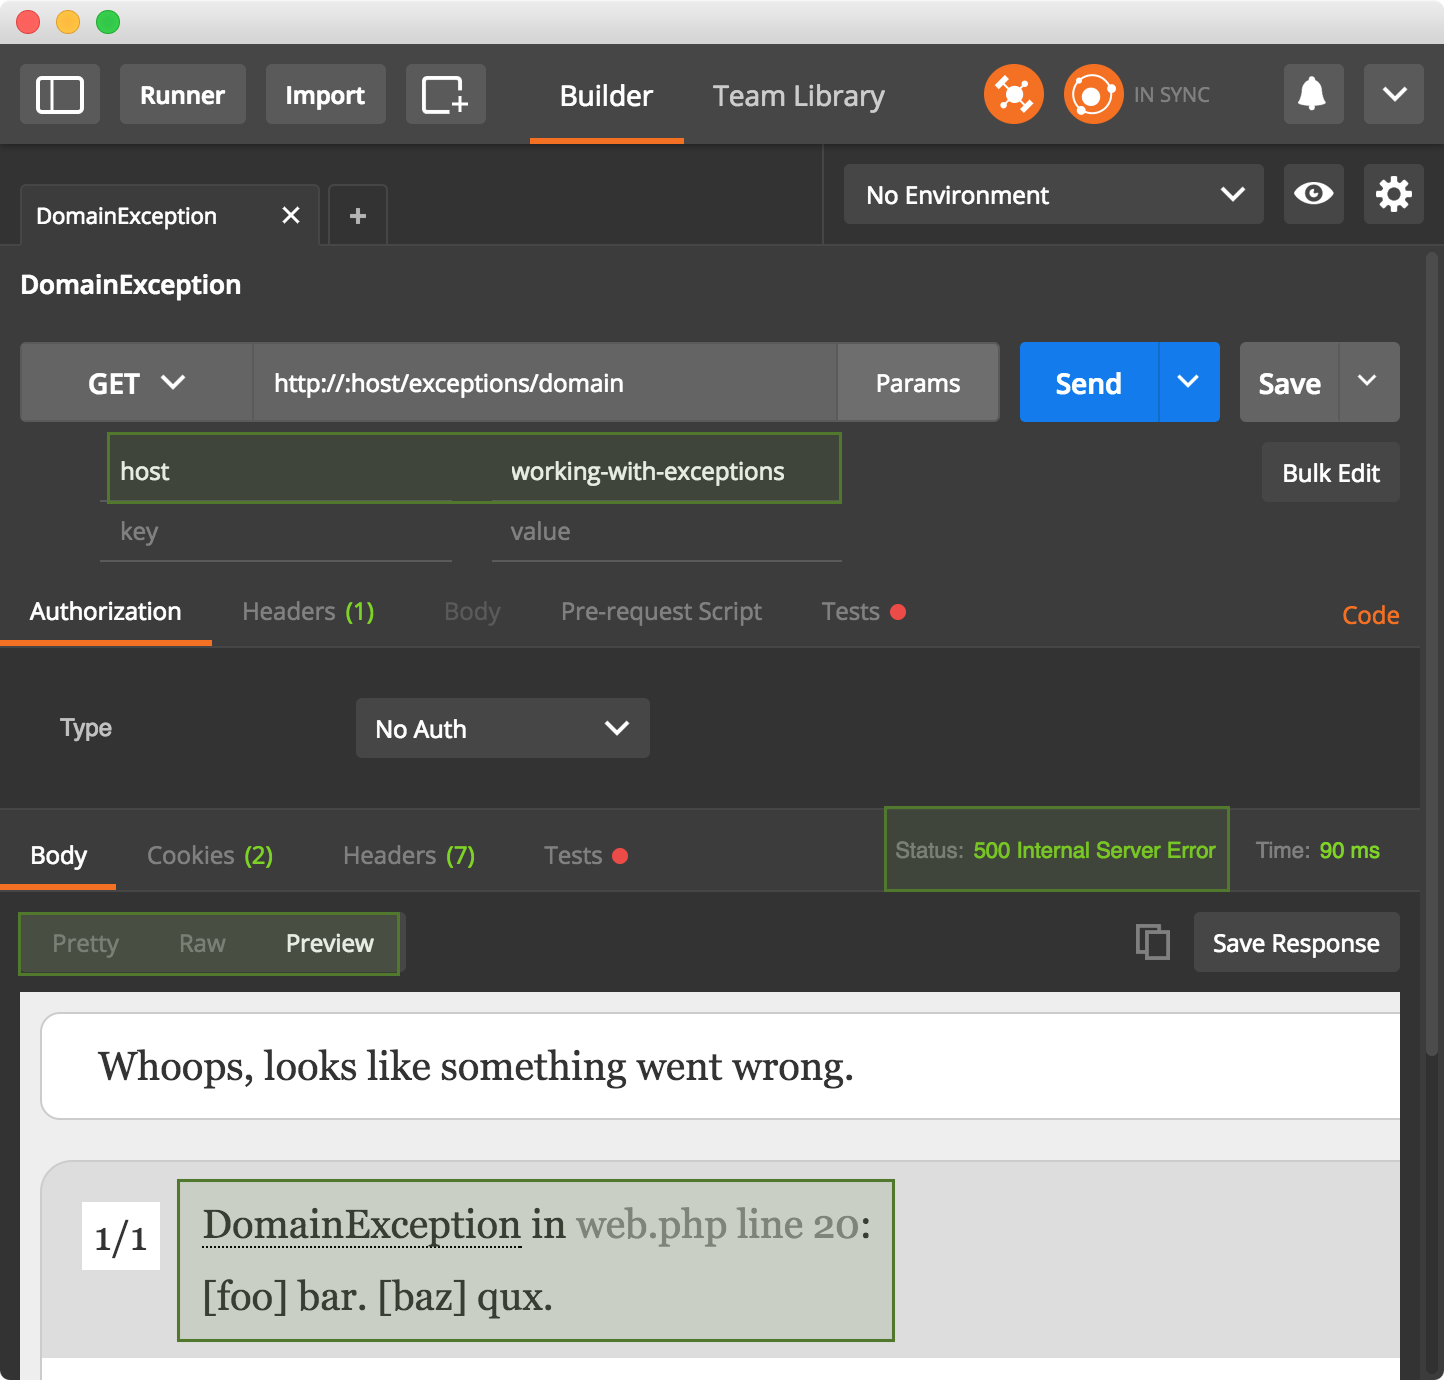 Runner Import Builder Team Library IN SYNC
DomainException No Environment
DomainException
GET http://:host/exceptions/domain Params Send Save
host working-with-exceptions Bulk Edit
key value
Authorization Headers (1) Body Pre-request Script Tests Code
Type No Auth
Body Cookies (2) Headers (7) Tests Status: 500 Internal Server Error Time: 90 ms
Pretty Raw Preview Save Response
Whoops, looks like something went wrong.
1/1 DomainException in web.php line 20:
[foo] bar. [baz] qux.